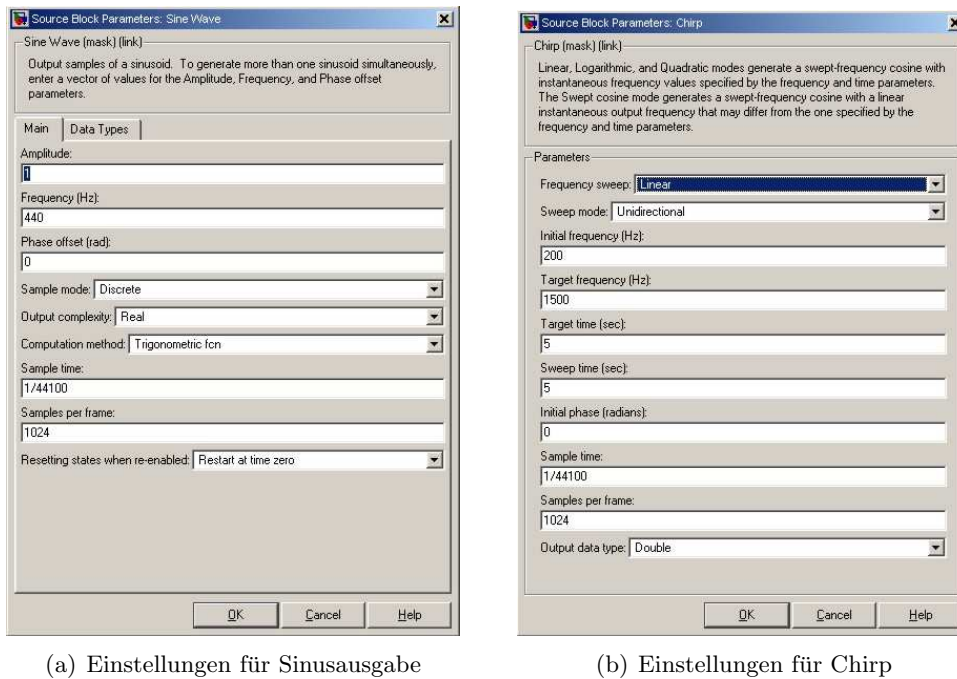 Source Block Parameters: Sine Wave
Sine Wave (mask) (link)
Output samples of a sinusoid. To generate more than one sinusoid simultaneously,
enter a vector of values for the Amplitude, Frequency, and Phase offset
parameters.
Main
Data Types
Amplitude:
1
Frequency (Hz):
440
Phase offset (rad):
0
Sample mode: Discrete
Output complexity: Real
Computation method: Trigonometric fcn
Sample time:
1/44100
Samples per frame:
1024
Resetting states when re-enabled: Restart at time zero
OK
Cancel
Help
(a) Einstellungen für Sinusausgabe
Source Block Parameters: Chirp
Chirp (mask) (link)
Linear, Logarithmic, and Quadratic modes generate a swept-frequency cosine with
instantaneous frequency values specified by the frequency and time parameters.
The Swept cosine mode generates a swept-frequency cosine with a linear
instantaneous output frequency that may differ from the one specified by the
frequency and time parameters.
Parameters
Frequency sweep: Linear
Sweep mode: Unidirectional
Initial frequency (Hz):
200
Target frequency (Hz):
1500
Target time (sec):
5
Sweep time (sec):
5
Initial phase (radians):
0
Sample time:
1/44100
Samples per frame:
1024
Output data type: Double
OK
Cancel
Help
(b) Einstellungen für Chirp